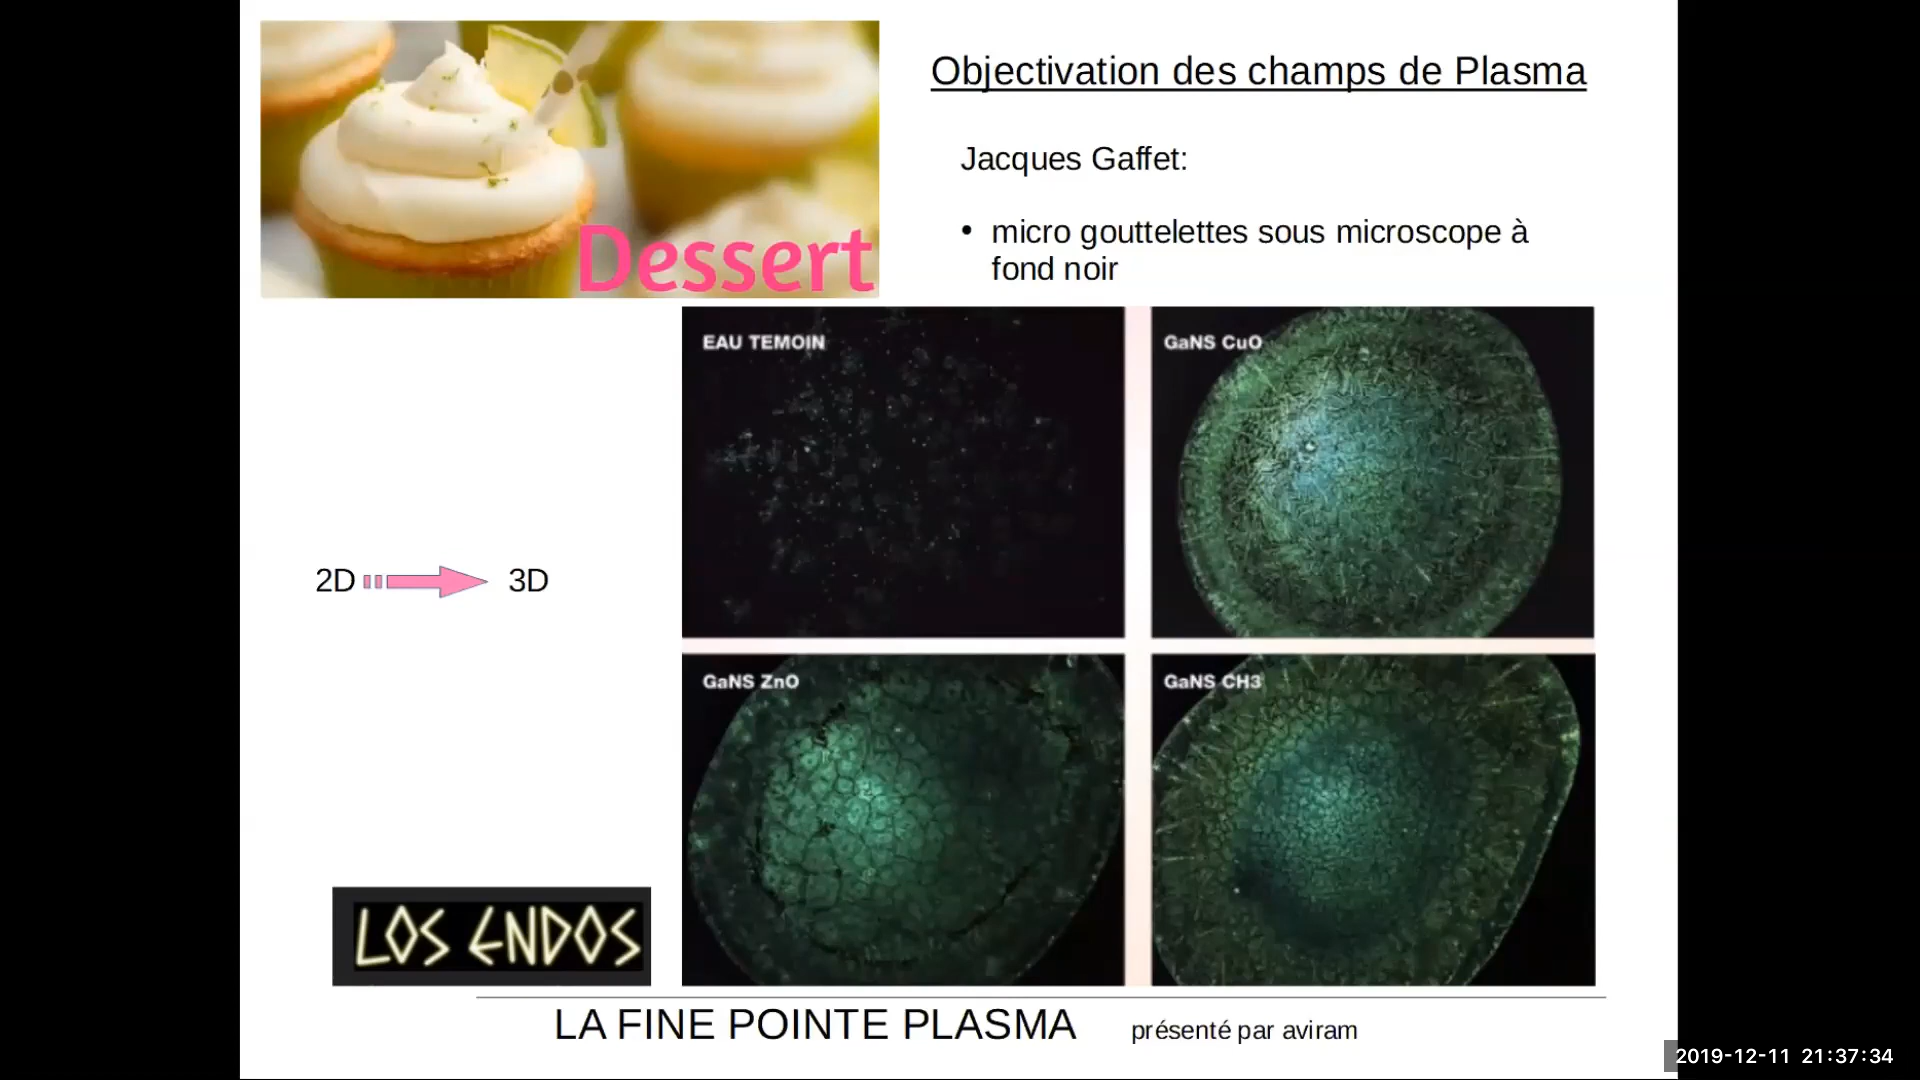 Dessert
Objectivation des champs de Plasma
Jacques Gaffet:
• micro gouttelettes sous microscope à
fond noir
EAU TEMOIN
GaNS CuO
2D
3D
GaNS ZnO
GaNS CH3
LOS ENDOS
LA FINE POINTE PLASMA
présenté par aviram
2019-12-11 21:37:34